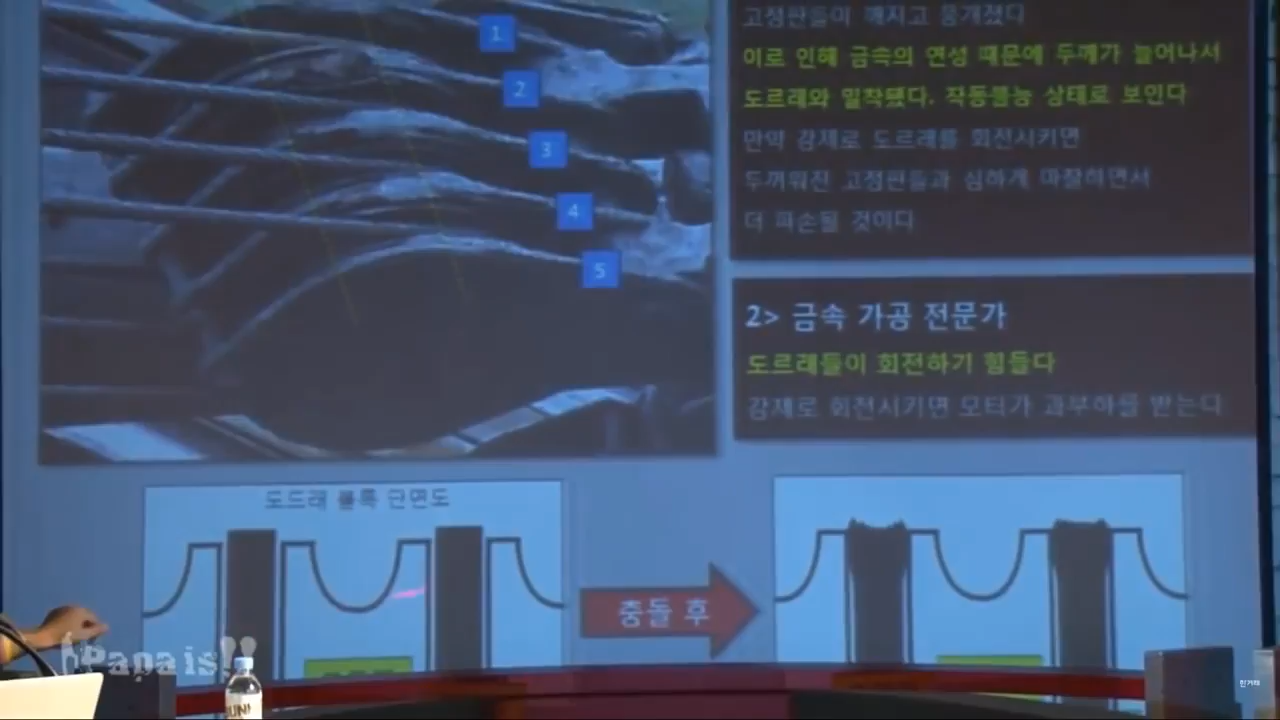 1
2
3
4
5
고정판들이 깨지고 뭉개졌다
이로 인해 금속의 연성 때문에 두께가 늘어나서
도르래와 밀착됐다. 작동불능 상태로 보인다
만약 강제로 도르래를 회전시키면
두꺼워진 고정판들과 심하게 마찰하면서
더 파손될 것이다
2> 금속 가공 전문가
도르래들이 회전하기 힘들다
강제로 회전시키면 모터가 과부하를 받는다
도드래 블록 단면도
충돌 후
Papa is!!
한겨레